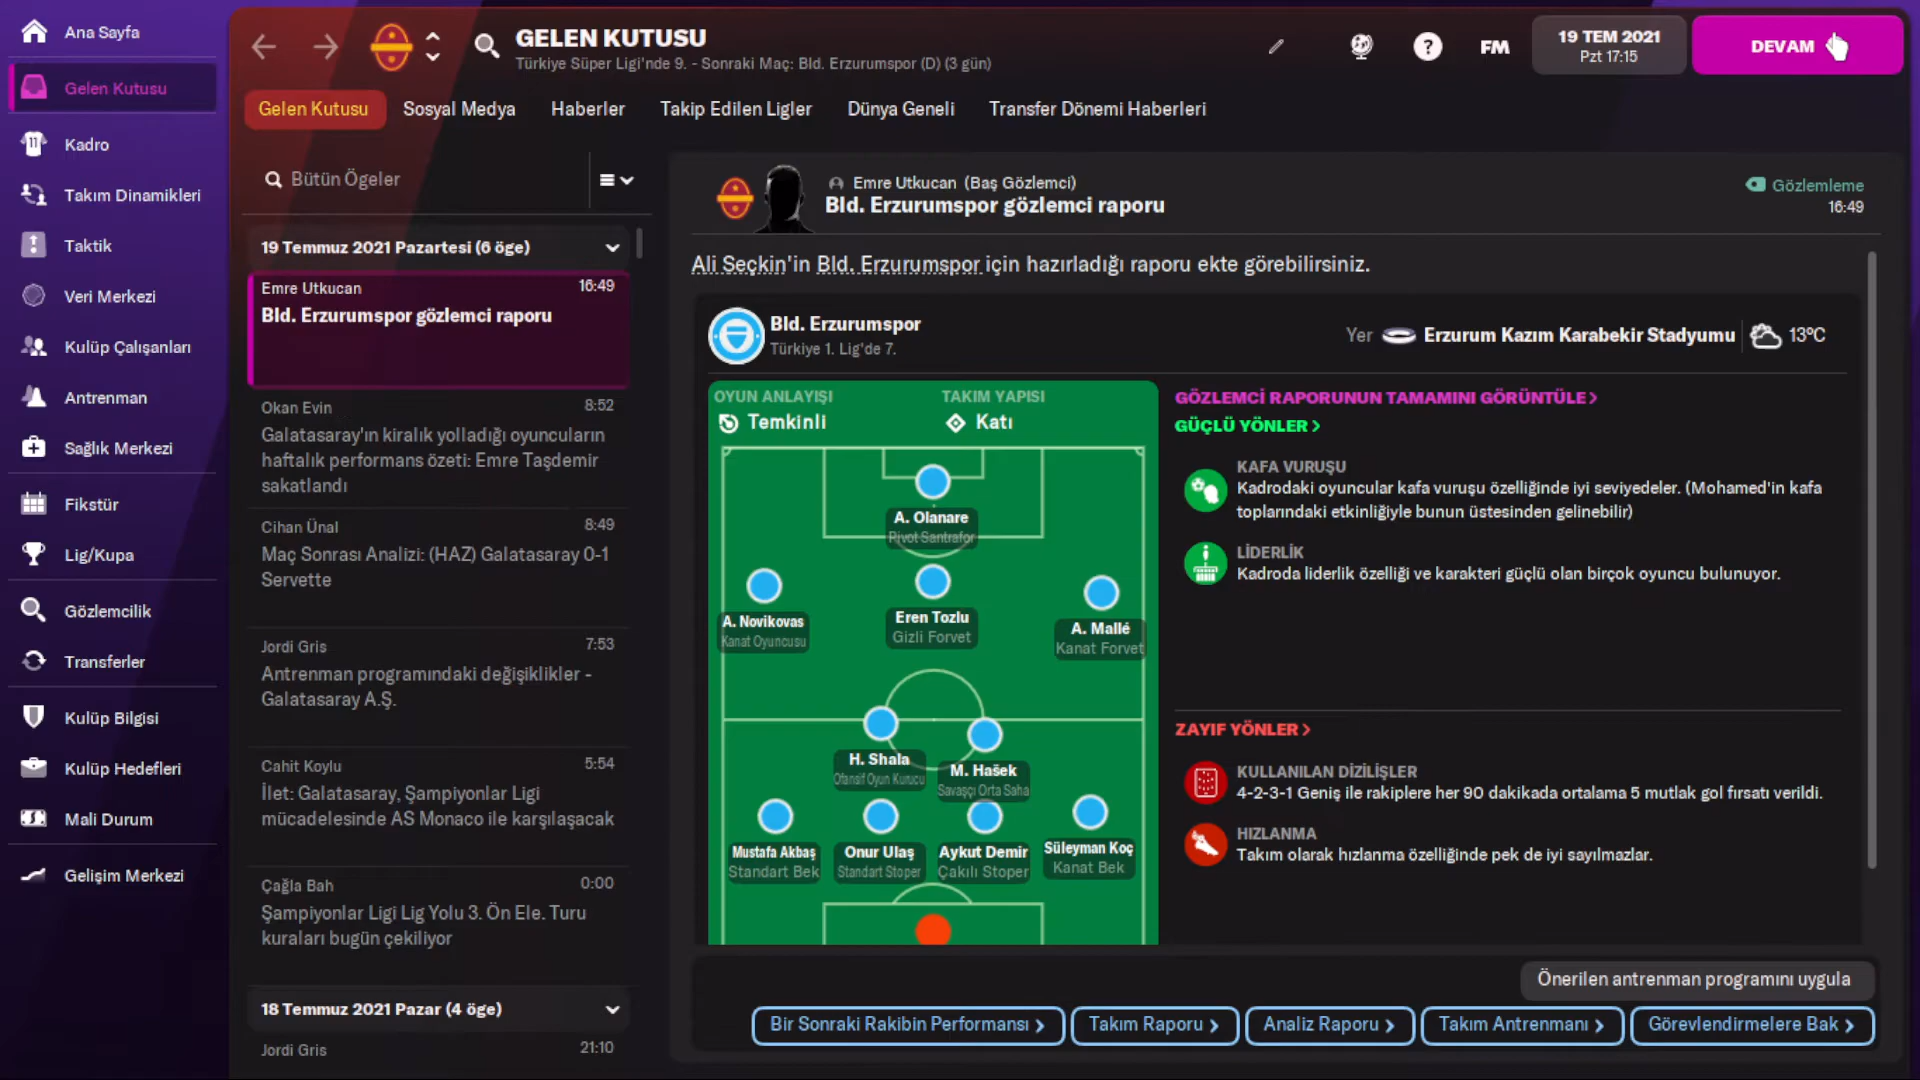 Ana Sayfa
Gelen Kutusu
Kadro
Takım Dinamikleri
Taktik
Veri Merkezi
Kulüp Çalışanları
Antrenman
Sağlık Merkezi
Fikstür
Lig/Kupa
Gözlemcilik
Transferler
Kulüp Bilgisi
Kulüp Hedefleri
Mali Durum
Gelişim Merkezi
GELEN KUTUSU
Türkiye Süper Ligi'nde 9. - Sonraki Maç: Bld. Erzurumspor (D) (3 gün)
FM
19 TEM 2021
Pzt 17:15
DEVAM
Gelen Kutusu Sosyal Medya Haberler Takip Edilen Ligler Dünya Geneli Transfer Dönemi Haberleri
Bütün Ögeler
19 Temmuz 2021 Pazartesi (6 öge)
Emre Utkucan 16:49
Bld. Erzurumspor gözlemci raporu
Okan Evin 8:52
Galatasaray'ın kiralık yolladığı oyuncuların
haftalık performans özeti: Emre Taşdemir
sakatlandı
Cihan Ünal 8:49
Maç Sonrası Analizi: (HAZ) Galatasaray 0-1
Servette
Jordi Gris 7:53
Antrenman programındaki değişiklikler -
Galatasaray A.Ş.
Cahit Koylu 5:54
İlet: Galatasaray, Şampiyonlar Ligi
mücadelesinde AS Monaco ile karşılaşacak
Çağla Bah 0:00
Şampiyonlar Ligi Lig Yolu 3. Ön Ele. Turu
kuraları bugün çekiliyor
18 Temmuz 2021 Pazar (4 öge)
Jordi Gris 21:10
Emre Utkucan (Baş Gözlemci)
Bld. Erzurumspor gözlemci raporu
Gözlemleme
16:49
Ali Seçkin'in Bld. Erzurumspor için hazırladığı raporu ekte görebilirsiniz.
Bld. Erzurumspor
Türkiye 1. Lig'de 7.
Yer Erzurum Kazım Karabekir Stadyumu 13°C
OYUN ANLAYIŞI TAKIM YAPISI
Temkinli Katı
A. Olanare
Pivot Santrafor
A. Novikovas
Kanat Oyuncusu
Eren Tozlu
Gizli Forvet
A. Mallé
Kanat Forvet
H. Shala
Ofansif Oyun Kurucu
M. Hašek
Savaşçı Orta Saha
Mustafa Akbaş
Standart Bek
Onur Ulaş
Standart Stoper
Aykut Demir
Çakılı Stoper
Süleyman Koç
Kanat Bek
GÖZLEMCİ RAPORUNUN TAMAMINI GÖRÜNTÜLE
GÜÇLÜ YÖNLER
KAFA VURUŞU
Kadrodaki oyuncular kafa vuruşu özelliğinde iyi seviyedeler. (Mohamed'in kafa
toplarındaki etkinliğiyle bunun üstesinden gelinebilir)
LİDERLİK
Kadroda liderlik özelliği ve karakteri güçlü olan birçok oyuncu bulunuyor.
ZAYIF YÖNLER
KULLANILAN DİZİLİŞLER
4-2-3-1 Geniş ile rakiplere her 90 dakikada ortalama 5 mutlak gol fırsatı verildi.
HIZLANMA
Takım olarak hızlanma özelliğinde pek de iyi sayılmazlar.
Önerilen antrenman programını uygula
Bir Sonraki Rakibin Performansı Takım Raporu Analiz Raporu Takım Antrenmanı Görevlendirmelere Bak